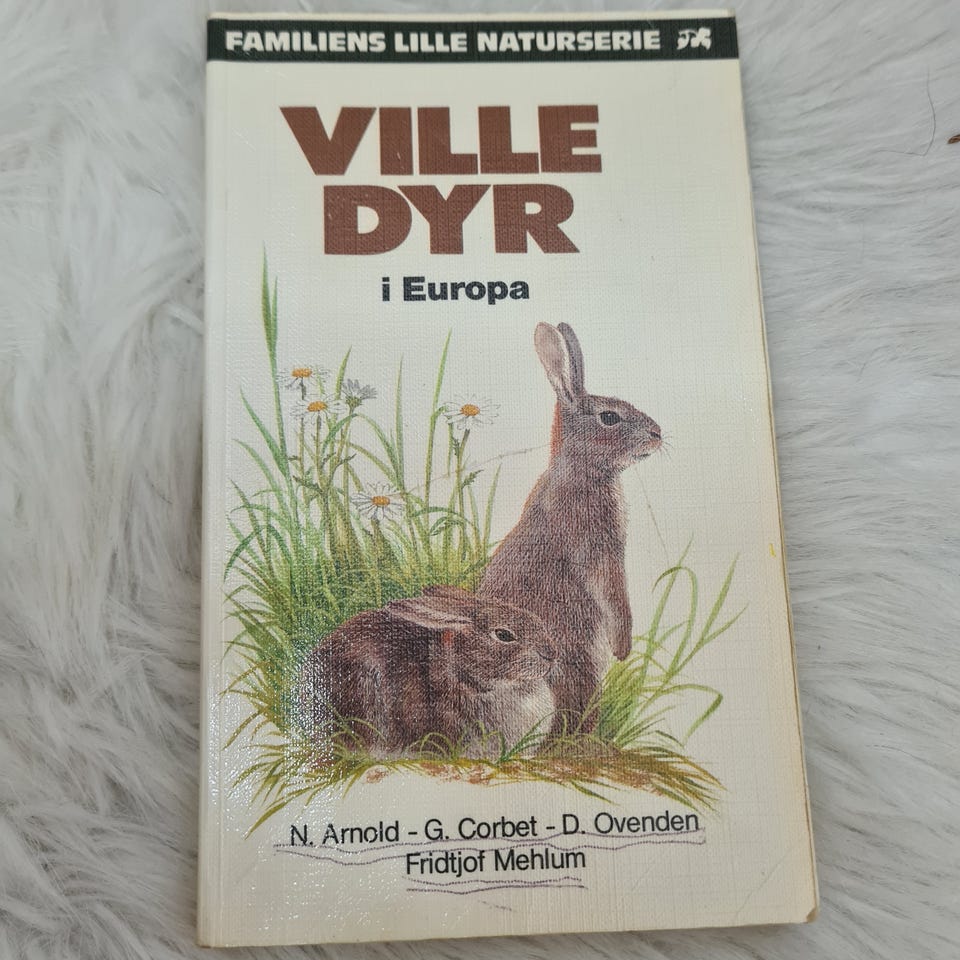 FAMILIENS LILLE NATURSERIE
VILLE
DYR
i Europa
N. Arnold - G. Corbet - D. Ovenden
Fridtjof Mehlum